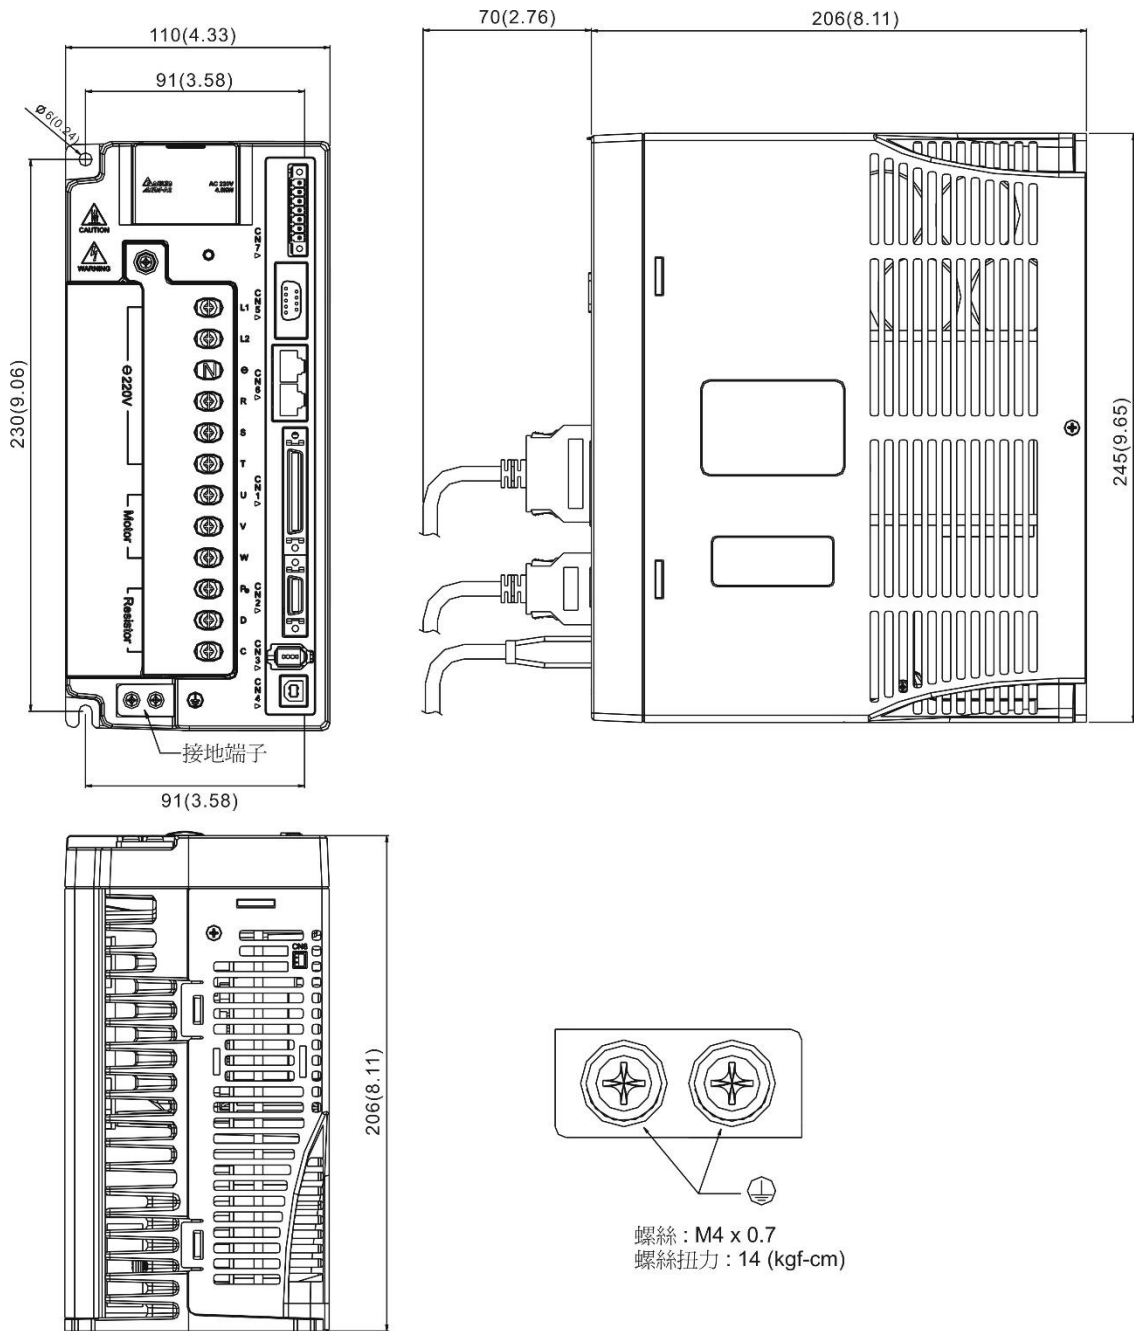 70(2.76)
206(8.11)
110(4.33)
91(3.58)
ø6(0.24)
AC 220V
CAUTION
WARNING
CN7
CN5
CN6
CN1
CN2
CN3
CN4
L1
L2
⊖
R
S
T
U
V
W
P⊕
D
C
⊖220V
Motor
Resistor
230(9.06)
245(9.65)
接地端子
91(3.58)
CN8
206(8.11)
螺絲 : M4 x 0.7
螺絲扭力 : 14 (kgf-cm)